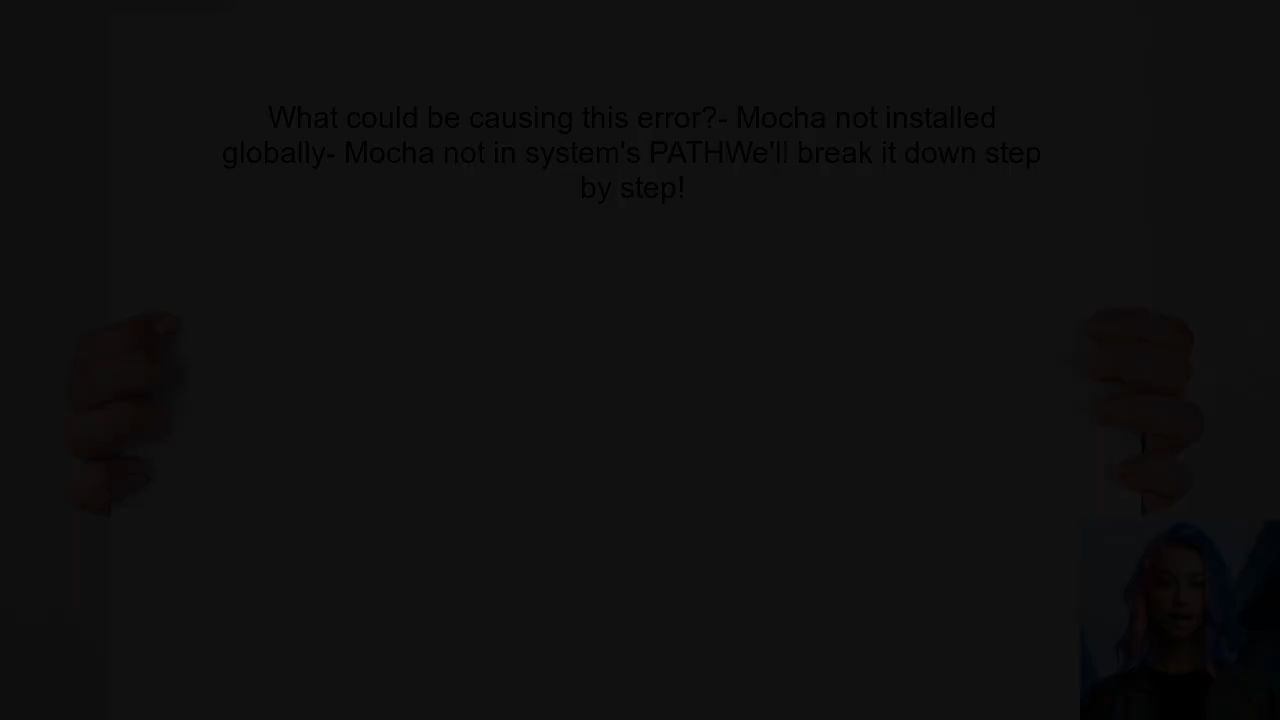 What could be causing this error?- Mocha not installed
globally- Mocha not in system's PATHWe'll break it down step
by step!